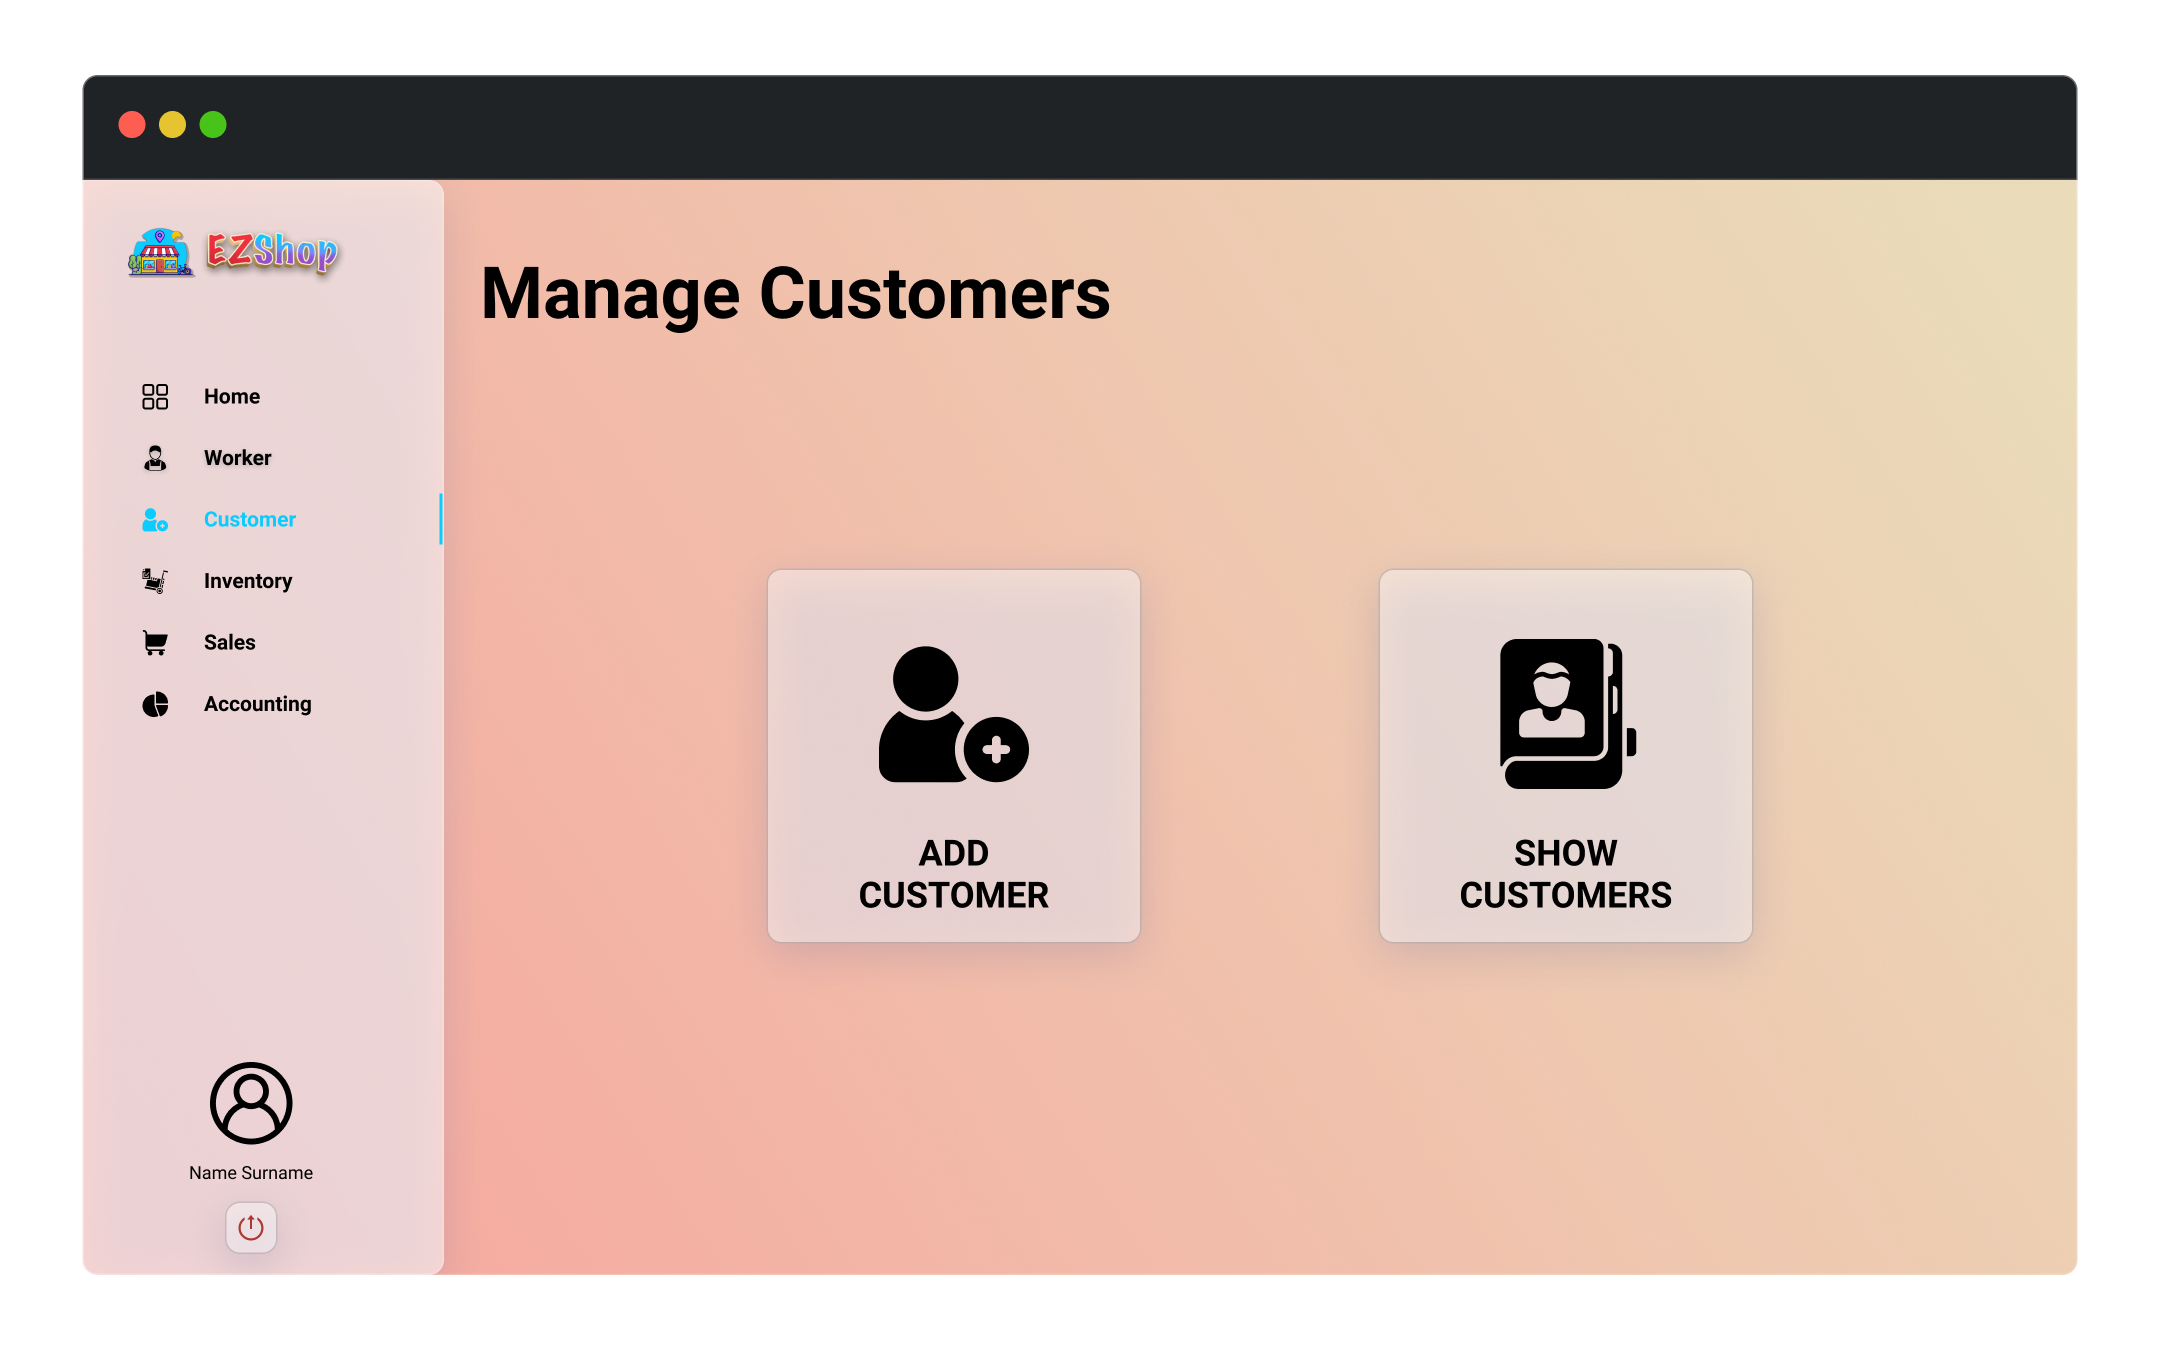 EZShop
Manage Customers
Home
Worker
Customer
Inventory
Sales
Accounting
ADD
CUSTOMER
SHOW
CUSTOMERS
Name Surname